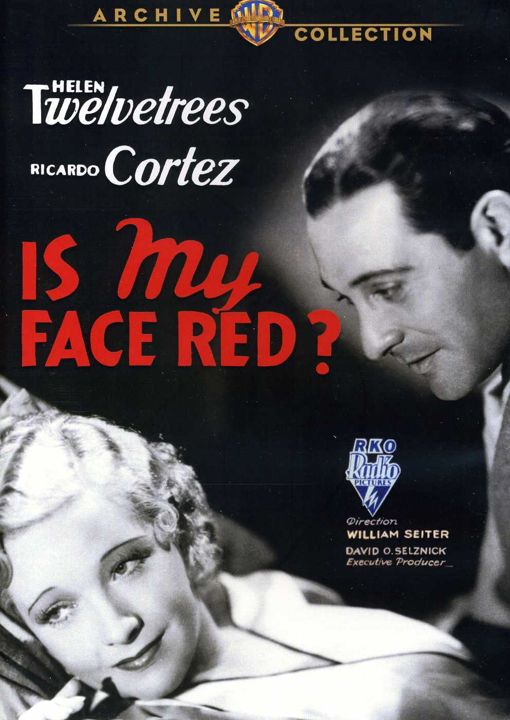 ARCHIVE WB COLLECTION
HELEN
Twelvetrees
RICARDO Cortez
IS My
FACE RED?
RKO
Radio
PICTURES
Direction
WILLIAM SEITER
DAVID O. SELZNICK
Executive Producer